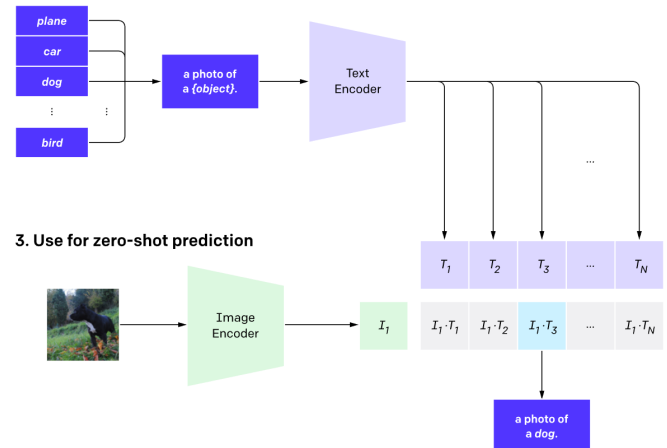 plane
car
dog
⋮
⋮
bird
a photo of
a {object}.
Text
Encoder
...
3. Use for zero-shot prediction
T1 T2 T3 ... TN
Image
Encoder
I1
I1·T1 I1·T2 I1·T3 ... I1·TN
a photo of
a dog.